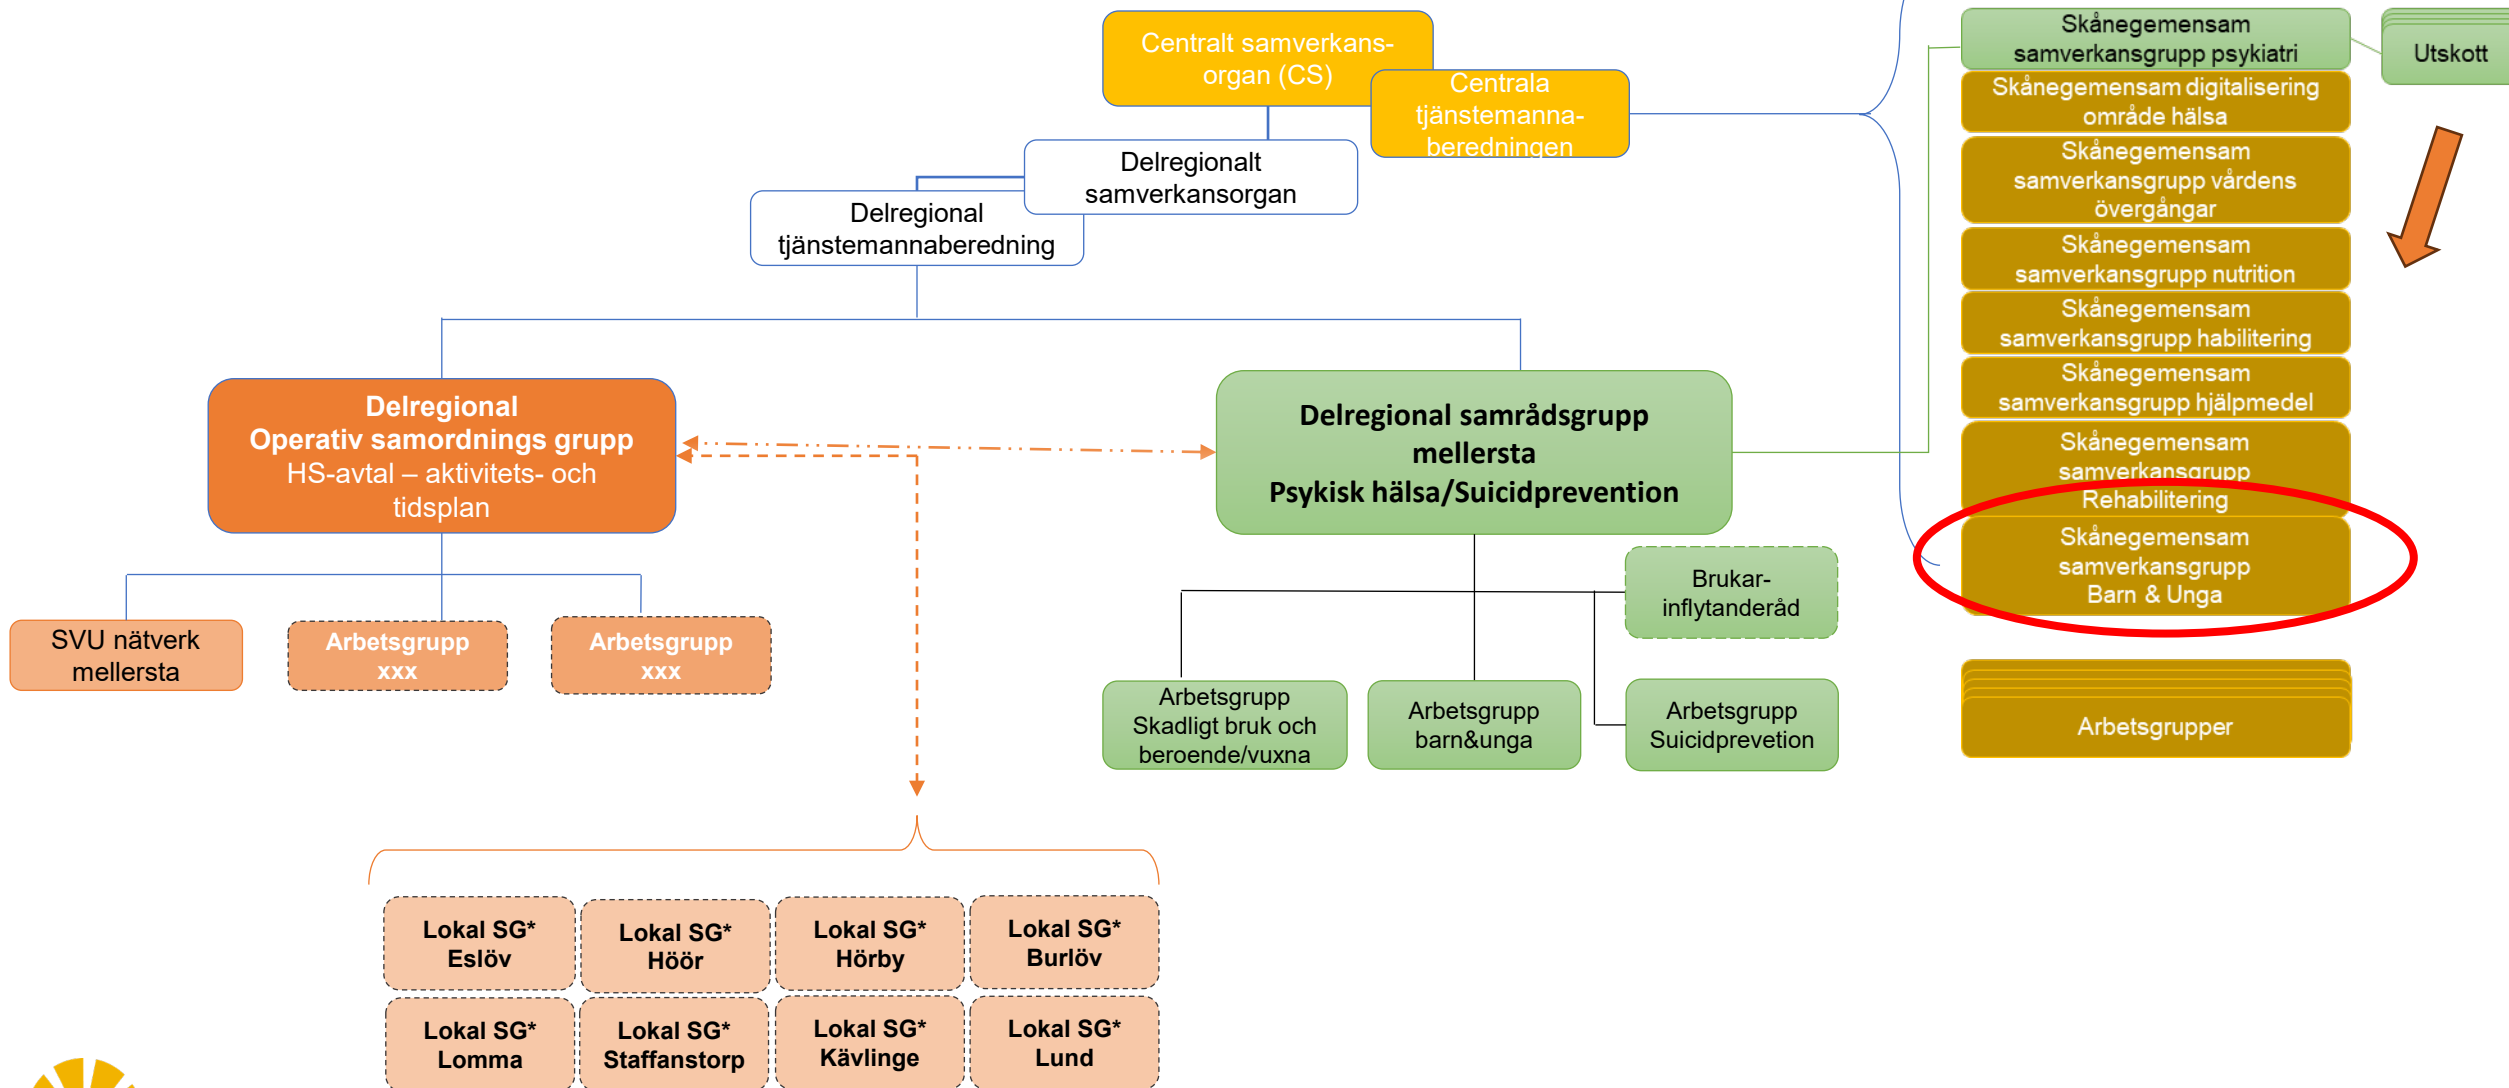 Centralt samverkans-
organ (CS)
Centrala
tjänstemanna-
beredningen
Delregionalt
samverkansorgan
Delregional
tjänstemannaberedning
Skånegemensam
samverkansgrupp psykiatri
Utskott
Skånegemensam digitalisering
område hälsa
Skånegemensam
samverkansgrupp vårdens
övergångar
Skånegemensam
samverkansgrupp nutrition
Skånegemensam
samverkansgrupp habilitering
Skånegemensam
samverkansgrupp hjälpmedel
Skånegemensam
samverkansgrupp
Rehabilitering
Skånegemensam
samverkansgrupp
Barn & Unga
Arbetsgrupper
Delregional
Operativ samordnings grupp
HS-avtal – aktivitets- och
tidsplan
Delregional samrådsgrupp
mellersta
Psykisk hälsa/Suicidprevention
SVU nätverk
mellersta
Arbetsgrupp
xxx
Arbetsgrupp
xxx
Brukar-
inflytanderåd
Arbetsgrupp
Skadligt bruk och
beroende/vuxna
Arbetsgrupp
barn&unga
Arbetsgrupp
Suicidprevetion
Lokal SG*
Eslöv
Lokal SG*
Höör
Lokal SG*
Hörby
Lokal SG*
Burlöv
Lokal SG*
Lomma
Lokal SG*
Staffanstorp
Lokal SG*
Kävlinge
Lokal SG*
Lund